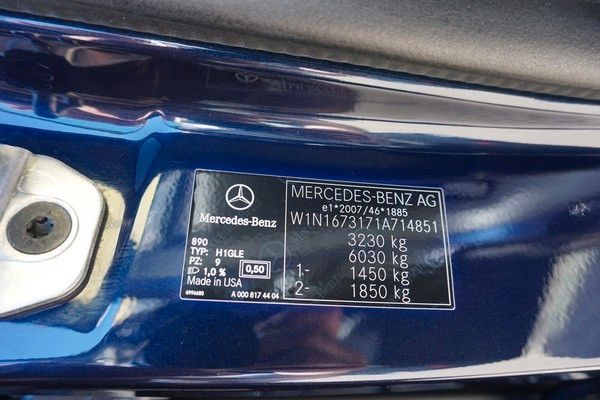 Mercedes-Benz
890
TYP: H1GLE
PZ: 9
1,0 % 0,50
Made in USA
6996680
A 000 817 44 04
MERCEDES-BENZ AG
e1*2007/46*1885
W1N1673171A714851
3230 kg
6030 kg
1- 1450 kg
2- 1850 kg